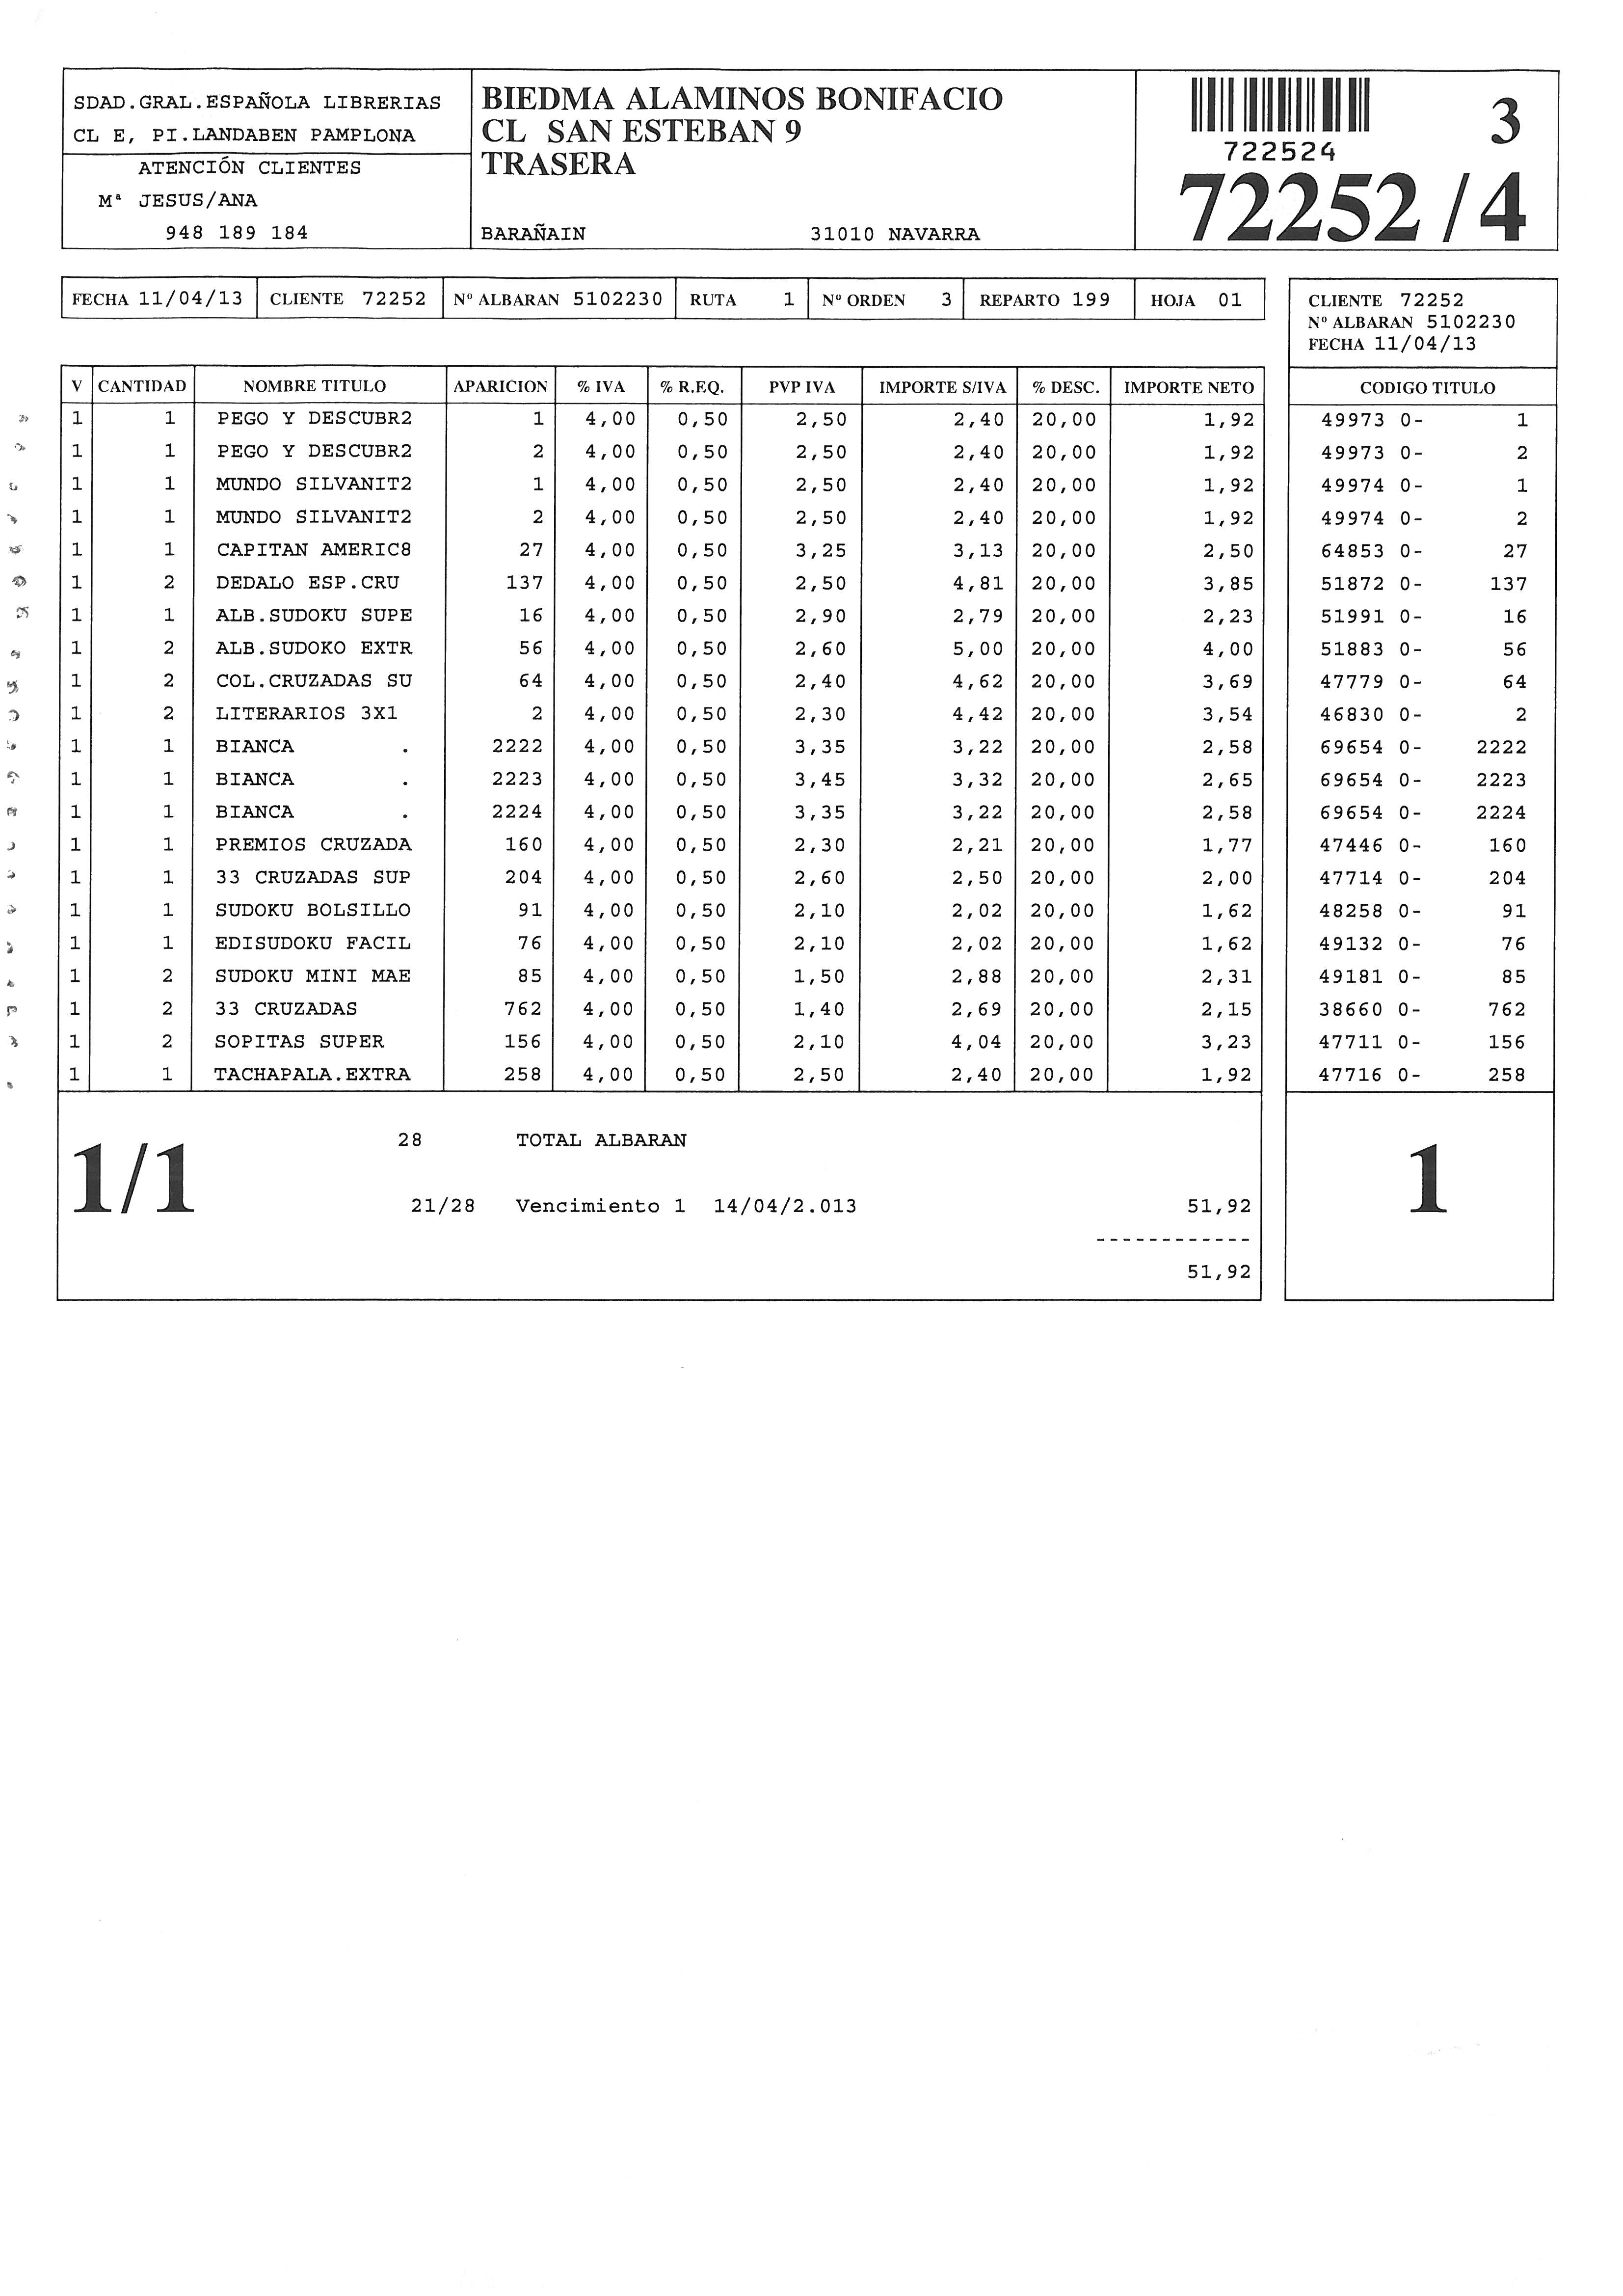 SDAD.GRAL.ESPAÑOLA LIBRERIAS
CL E, PI.LANDABEN PAMPLONA
ATENCIÓN CLIENTES
Mª JESUS/ANA
948 189 184
BIEDMA ALAMINOS BONIFACIO
CL SAN ESTEBAN 9
TRASERA
BARAÑAIN 31010 NAVARRA
3
722524
72252 / 4
FECHA 11/04/13 CLIENTE 72252 Nº ALBARAN 5102230 RUTA 1 Nº ORDEN 3 REPARTO 199 HOJA 01
CLIENTE 72252
Nº ALBARAN 5102230
FECHA 11/04/13
V CANTIDAD NOMBRE TITULO APARICION % IVA % R.EQ. PVP IVA IMPORTE S/IVA % DESC. IMPORTE NETO CODIGO TITULO
1 1 PEGO Y DESCUBR2 1 4,00 0,50 2,50 2,40 20,00 1,92 49973 0- 1
1 1 PEGO Y DESCUBR2 2 4,00 0,50 2,50 2,40 20,00 1,92 49973 0- 2
1 1 MUNDO SILVANIT2 1 4,00 0,50 2,50 2,40 20,00 1,92 49974 0- 1
1 1 MUNDO SILVANIT2 2 4,00 0,50 2,50 2,40 20,00 1,92 49974 0- 2
1 1 CAPITAN AMERIC8 27 4,00 0,50 3,25 3,13 20,00 2,50 64853 0- 27
1 2 DEDALO ESP.CRU 137 4,00 0,50 2,50 4,81 20,00 3,85 51872 0- 137
1 1 ALB.SUDOKU SUPE 16 4,00 0,50 2,90 2,79 20,00 2,23 51991 0- 16
1 2 ALB.SUDOKO EXTR 56 4,00 0,50 2,60 5,00 20,00 4,00 51883 0- 56
1 2 COL.CRUZADAS SU 64 4,00 0,50 2,40 4,62 20,00 3,69 47779 0- 64
1 2 LITERARIOS 3X1 2 4,00 0,50 2,30 4,42 20,00 3,54 46830 0- 2
1 1 BIANCA . 2222 4,00 0,50 3,35 3,22 20,00 2,58 69654 0- 2222
1 1 BIANCA . 2223 4,00 0,50 3,45 3,32 20,00 2,65 69654 0- 2223
1 1 BIANCA . 2224 4,00 0,50 3,35 3,22 20,00 2,58 69654 0- 2224
1 1 PREMIOS CRUZADA 160 4,00 0,50 2,30 2,21 20,00 1,77 47446 0- 160
1 1 33 CRUZADAS SUP 204 4,00 0,50 2,60 2,50 20,00 2,00 47714 0- 204
1 1 SUDOKU BOLSILLO 91 4,00 0,50 2,10 2,02 20,00 1,62 48258 0- 91
1 1 EDISUDOKU FACIL 76 4,00 0,50 2,10 2,02 20,00 1,62 49132 0- 76
1 2 SUDOKU MINI MAE 85 4,00 0,50 1,50 2,88 20,00 2,31 49181 0- 85
1 2 33 CRUZADAS 762 4,00 0,50 1,40 2,69 20,00 2,15 38660 0- 762
1 2 SOPITAS SUPER 156 4,00 0,50 2,10 4,04 20,00 3,23 47711 0- 156
1 1 TACHAPALA.EXTRA 258 4,00 0,50 2,50 2,40 20,00 1,92 47716 0- 258
28 TOTAL ALBARAN
1/1
21/28 Vencimiento 1 14/04/2.013 51,92
------------
51,92
1